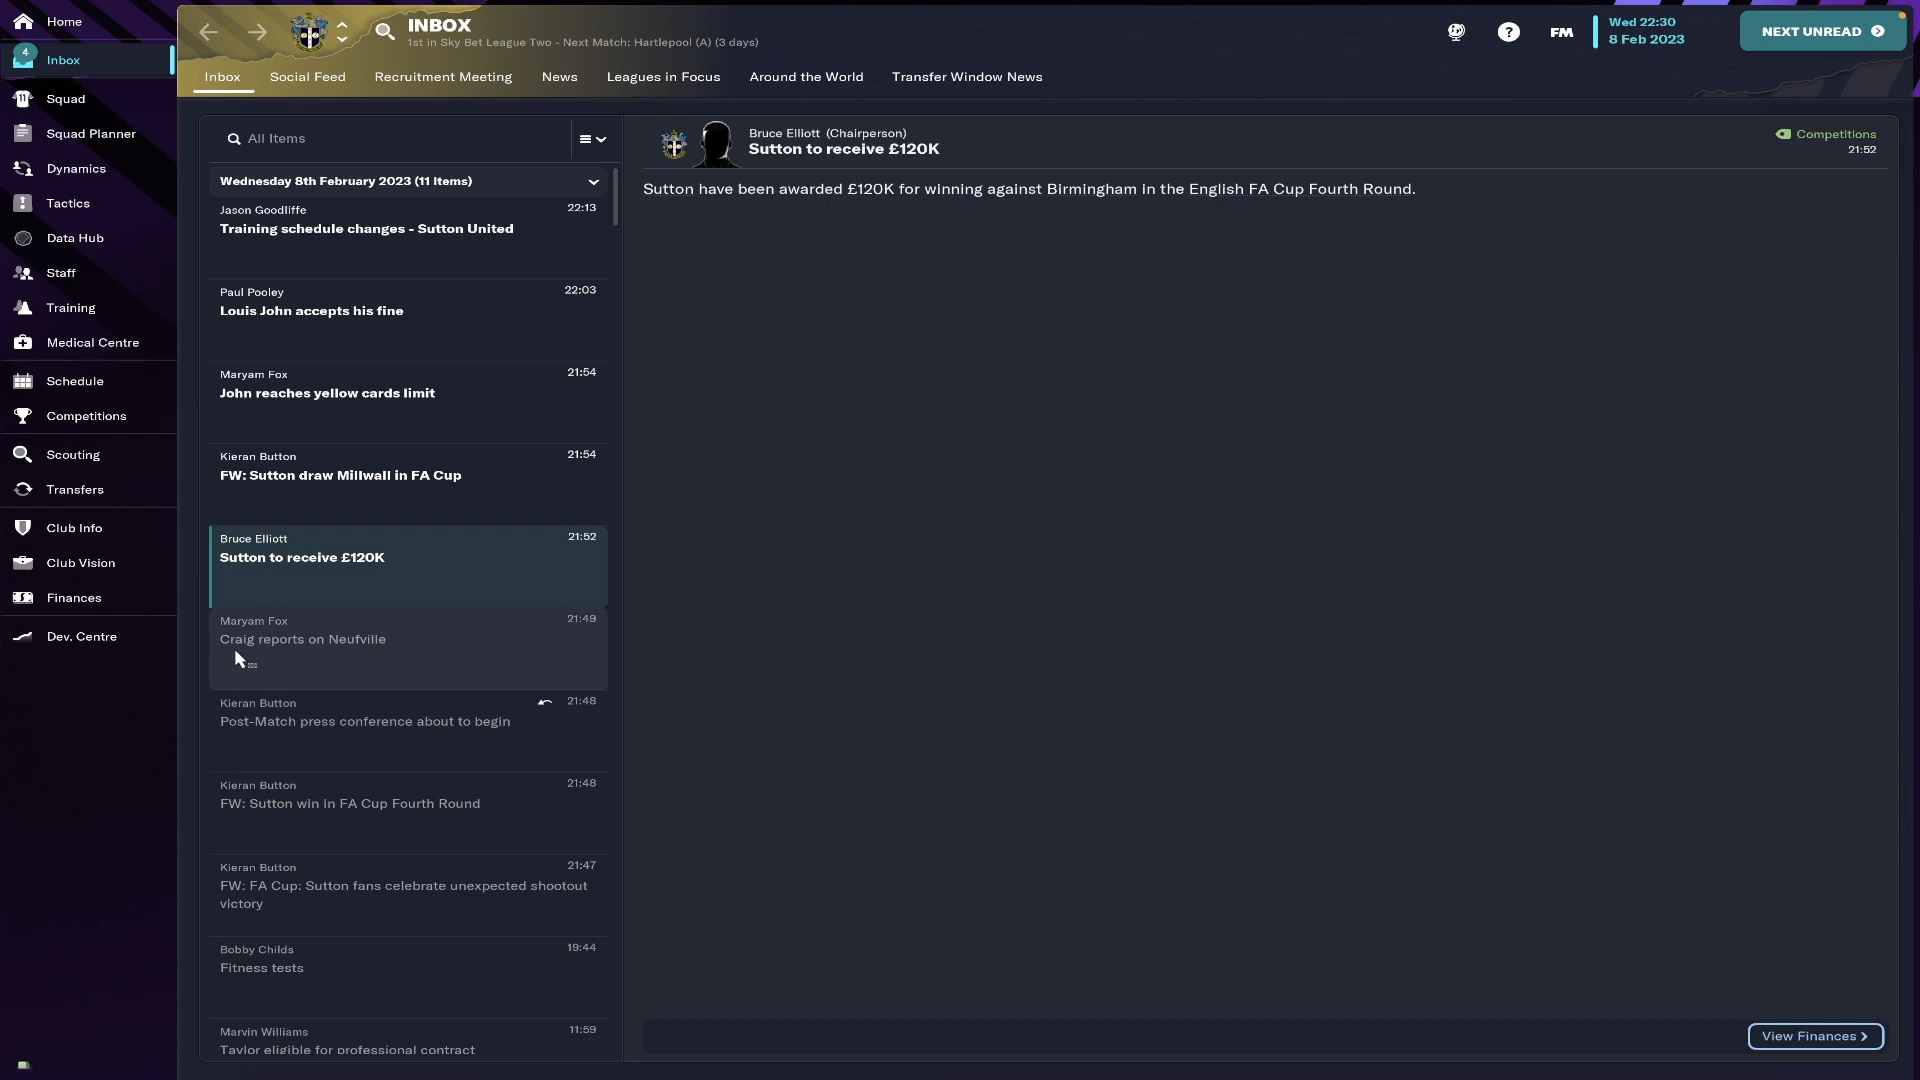 Home
4
Inbox
Squad
Squad Planner
Dynamics
Tactics
Data Hub
Staff
Training
Medical Centre
Schedule
Competitions
Scouting
Transfers
Club Info
Club Vision
Finances
Dev. Centre
INBOX
1st in Sky Bet League Two - Next Match: Hartlepool (A) (3 days)
Inbox Social Feed Recruitment Meeting News Leagues in Focus Around the World Transfer Window News
FM
Wed 22:30
8 Feb 2023
NEXT UNREAD
All Items
Wednesday 8th February 2023 (11 Items)
Jason Goodliffe 22:13
Training schedule changes - Sutton United
Paul Pooley 22:03
Louis John accepts his fine
Maryam Fox 21:54
John reaches yellow cards limit
Kieran Button 21:54
FW: Sutton draw Millwall in FA Cup
Bruce Elliott 21:52
Sutton to receive £120K
Maryam Fox 21:49
Craig reports on Neufville
Kieran Button 21:48
Post-Match press conference about to begin
Kieran Button 21:48
FW: Sutton win in FA Cup Fourth Round
Kieran Button 21:47
FW: FA Cup: Sutton fans celebrate unexpected shootout
victory
Bobby Childs 19:44
Fitness tests
Marvin Williams 11:59
Taylor eligible for professional contract
Bruce Elliott (Chairperson)
Sutton to receive £120K
Competitions
21:52
Sutton have been awarded £120K for winning against Birmingham in the English FA Cup Fourth Round.
View Finances